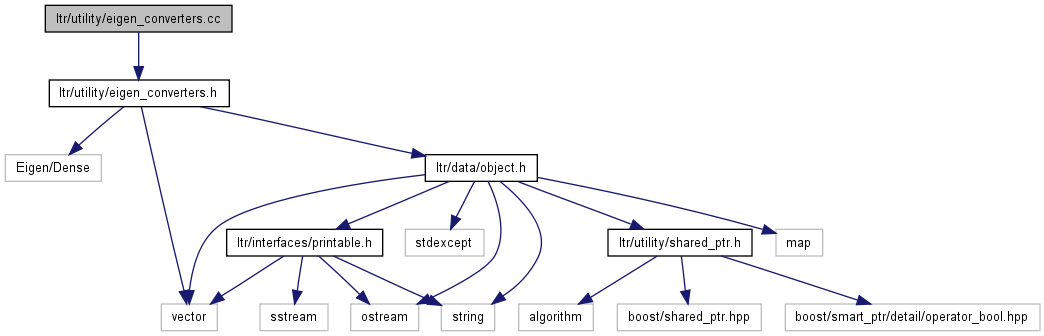 ltr/utility/eigen_converters.cc
ltr/utility/eigen_converters.h
Eigen/Dense
ltr/data/object.h
ltr/interfaces/printable.h
stdexcept
ltr/utility/shared_ptr.h
map
vector
sstream
ostream
string
algorithm
boost/shared_ptr.hpp
boost/smart_ptr/detail/operator_bool.hpp